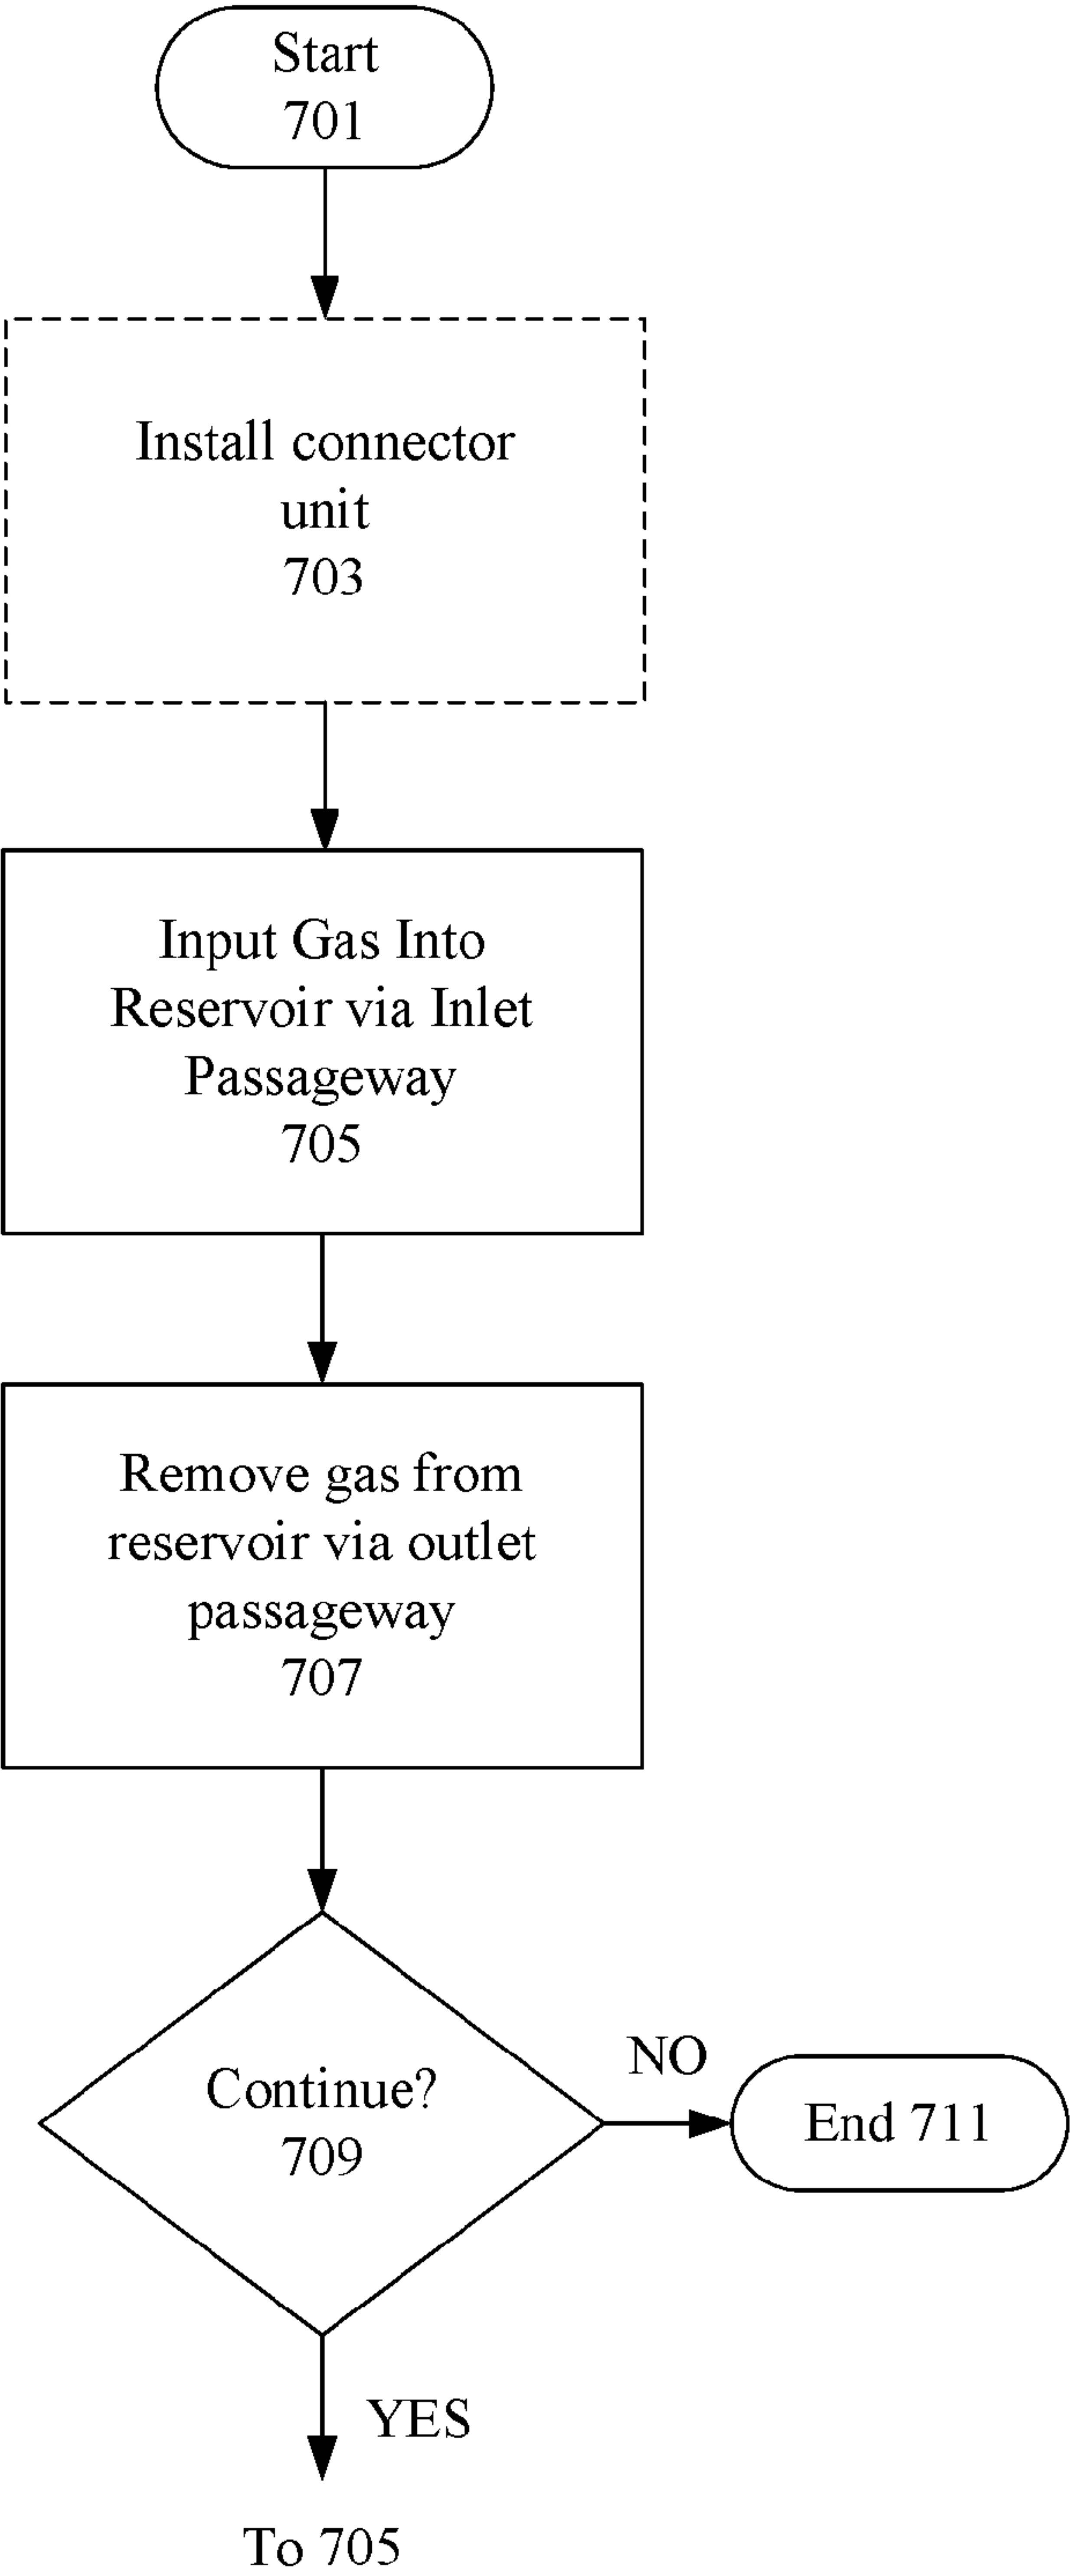 Start
701
Install connector
unit
703
Input Gas Into
Reservoir via Inlet
Passageway
705
Remove gas from
reservoir via outlet
passageway
707
Continue?
709
NO
End 711
YES
To 705